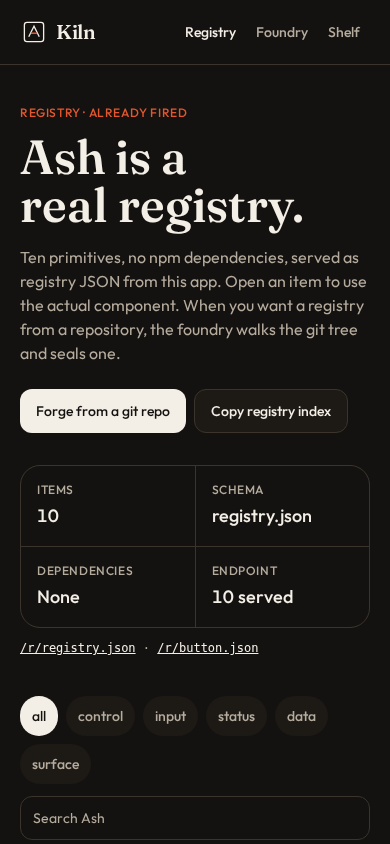 Kiln
Registry Foundry Shelf
REGISTRY · ALREADY FIRED
Ash is a
real registry.
Ten primitives, no npm dependencies, served as
registry JSON from this app. Open an item to use
the actual component. When you want a registry
from a repository, the foundry walks the git tree
and seals one.
Forge from a git repo Copy registry index
ITEMS SCHEMA
10 registry.json
DEPENDENCIES ENDPOINT
None 10 served
/r/registry.json · /r/button.json
all control input status data
surface
Search Ash